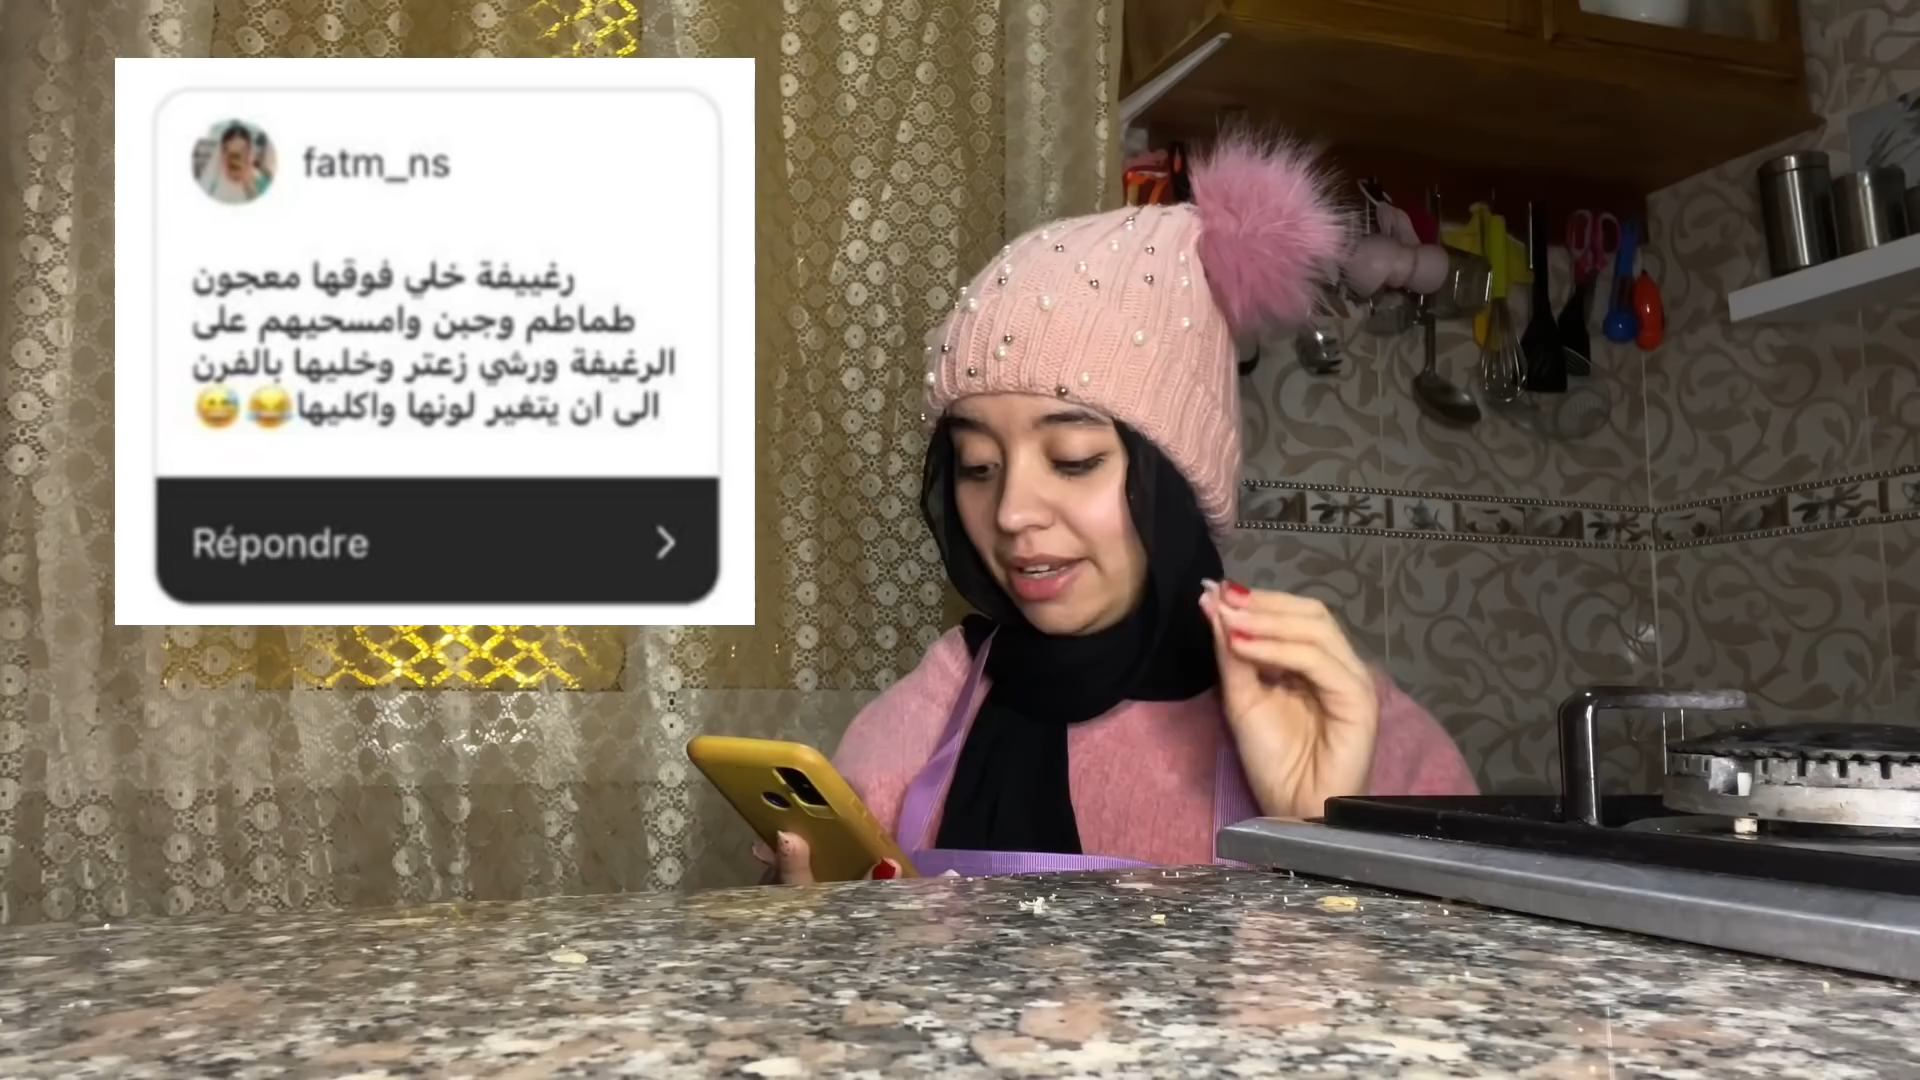 fatm_ns
رغييفة خلي فوقها معجون
طماطم وجبن وامسحيهم على
الرغيفة ورشي زعتر وخليها بالفرن
الى ان يتغير لونها واكليها😂😅
Répondre